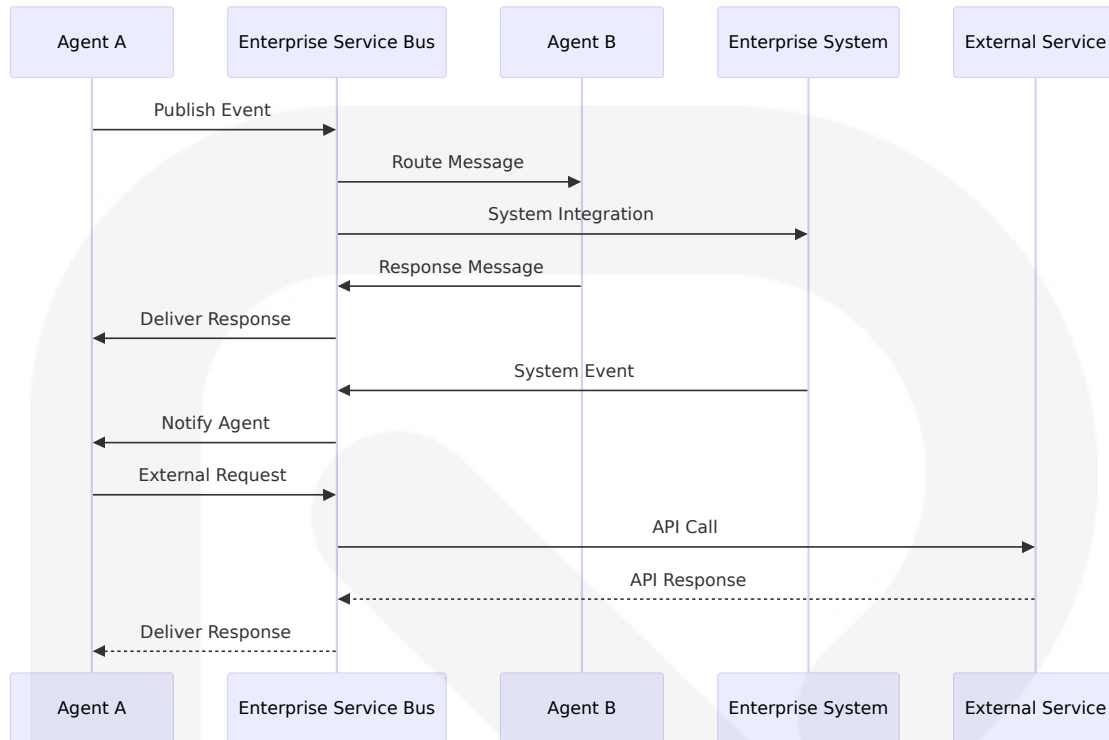 Agent A
Enterprise Service Bus
Agent B
Enterprise System
External Service
Publish Event
Route Message
System Integration
Response Message
Deliver Response
System Event
Notify Agent
External Request
API Call
API Response
Deliver Response
Agent A
Enterprise Service Bus
Agent B
Enterprise System
External Service